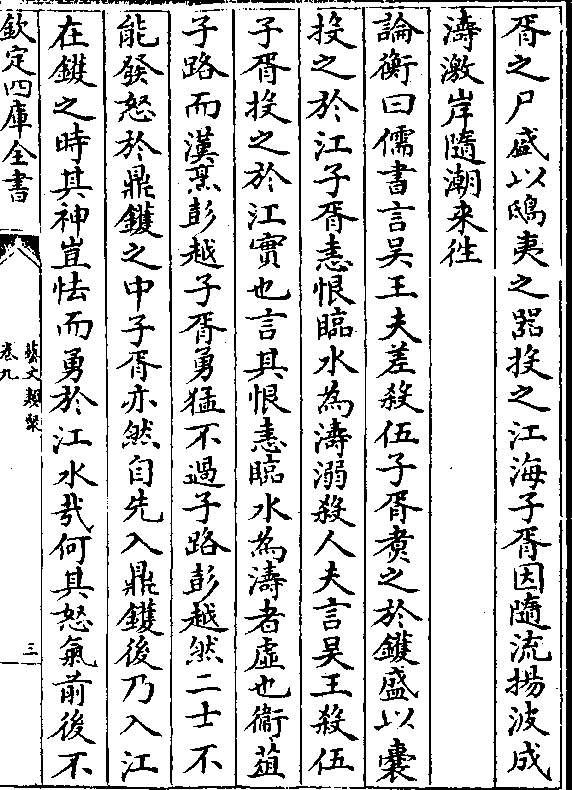 胥之尸盛以鴟夷之器投之江海子胥因隨流揚波成
濤激岸隨潮來往
論衡曰儒書言吳王夫差殺伍子胥煮之於鑊盛以囊
投之於江子胥恚恨臨水為濤溺殺人夫言吳王殺伍
子胥投之於江實也言其恨恚臨水為濤者虛也衞葅
子路而漢烹彭越子胥勇猛不過子路彭越然二士不
能發怒於鼎鑊之中子胥亦然自先入鼎鑊後乃入江
在鑊之時其神豈怯而勇於江水哉何其怒氣前後不
欽定四庫全書
藝文類聚
卷九
三